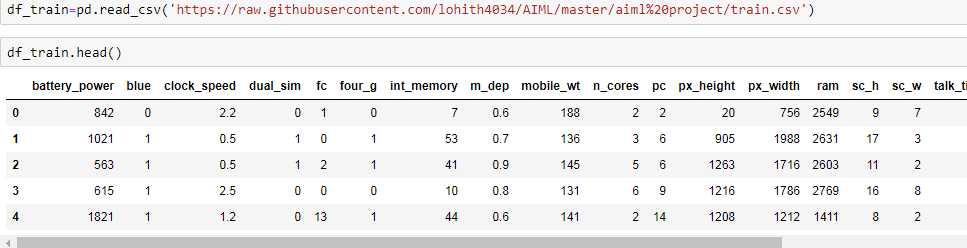 df_train=pd.read_csv('https://raw.githubusercontent.com/lohith4034/AIML/master/aiml%20project/train.csv')
df_train.head()
battery_power blue clock_speed dual_sim fc four_g int_memory m_dep mobile_wt n_cores pc px_height px_width ram sc_h sc_w talk_ti
0 842 0 2.2 0 1 0 7 0.6 188 2 2 20 756 2549 9 7
1 1021 1 0.5 1 0 1 53 0.7 136 3 6 905 1988 2631 17 3
2 563 1 0.5 1 2 1 41 0.9 145 5 6 1263 1716 2603 11 2
3 615 1 2.5 0 0 0 10 0.8 131 6 9 1216 1786 2769 16 8
4 1821 1 1.2 0 13 1 44 0.6 141 2 14 1208 1212 1411 8 2